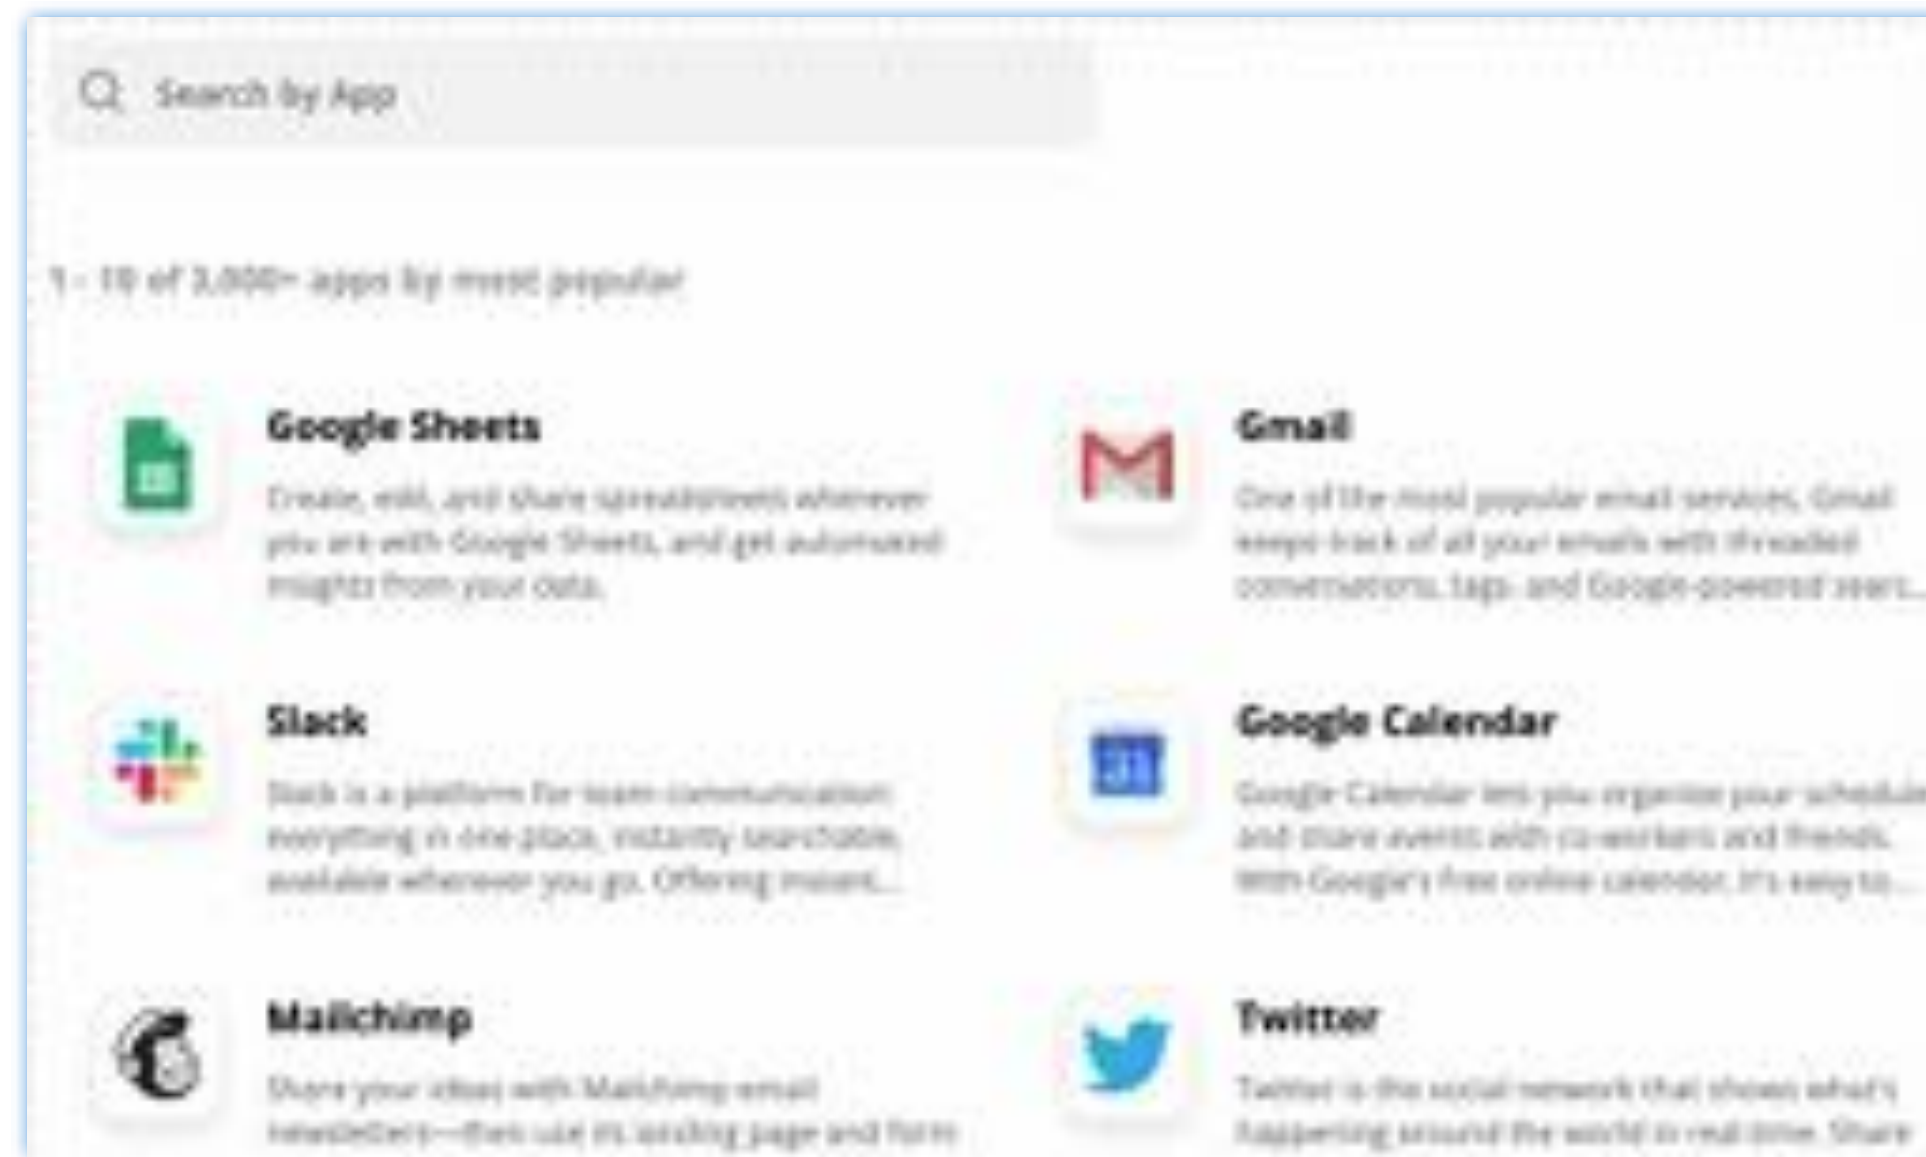 Search by App
1 - 10 of 3,000+ apps by most popular
Google Sheets
Create, edit, and share spreadsheets wherever
you are with Google Sheets, and get automated
insights from your data.
Gmail
One of the most popular email services, Gmail
keeps track of all your emails with threaded
conversations, tags, and Google-powered searc...
Slack
Slack is a platform for team communication:
everything in one place, instantly searchable,
available wherever you go. Offering instant...
Google Calendar
31
Google Calendar lets you organize your schedule
and share events with co-workers and friends.
With Google's free online calendar, it's easy to...
Mailchimp
Share your ideas with Mailchimp email
newsletters—then use its landing page and form
Twitter
Twitter is the social network that shows what's
happening around the world in real-time. Share